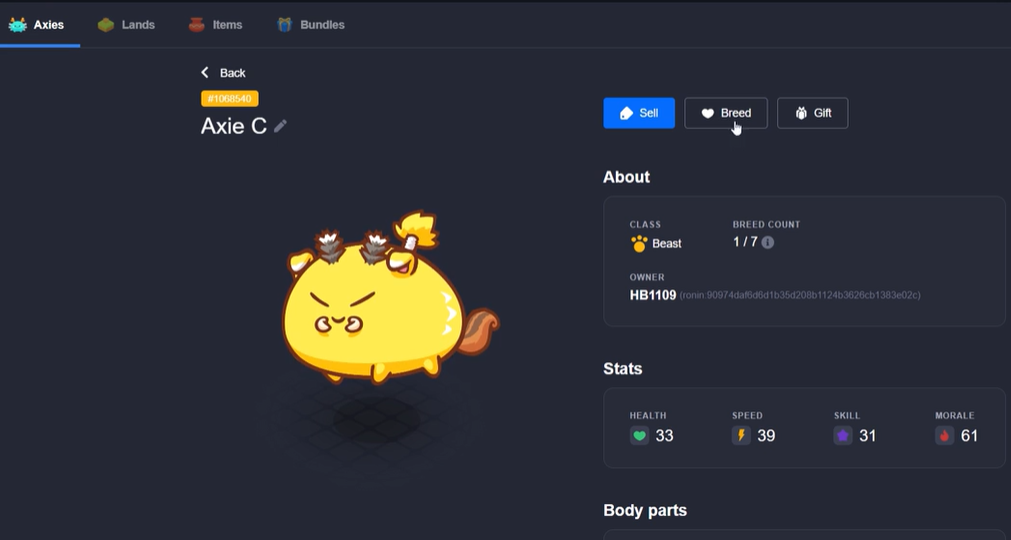 Axies Lands Items Bundles
Back
#1068540
Axie C
Sell Breed Gift
About
CLASS BREED COUNT
Beast 1 / 7
OWNER
HB1109 (ronin:90974daf6d6d1b35d208b1124b3626cb1383e02c)
Stats
HEALTH SPEED SKILL MORALE
33 39 31 61
Body parts